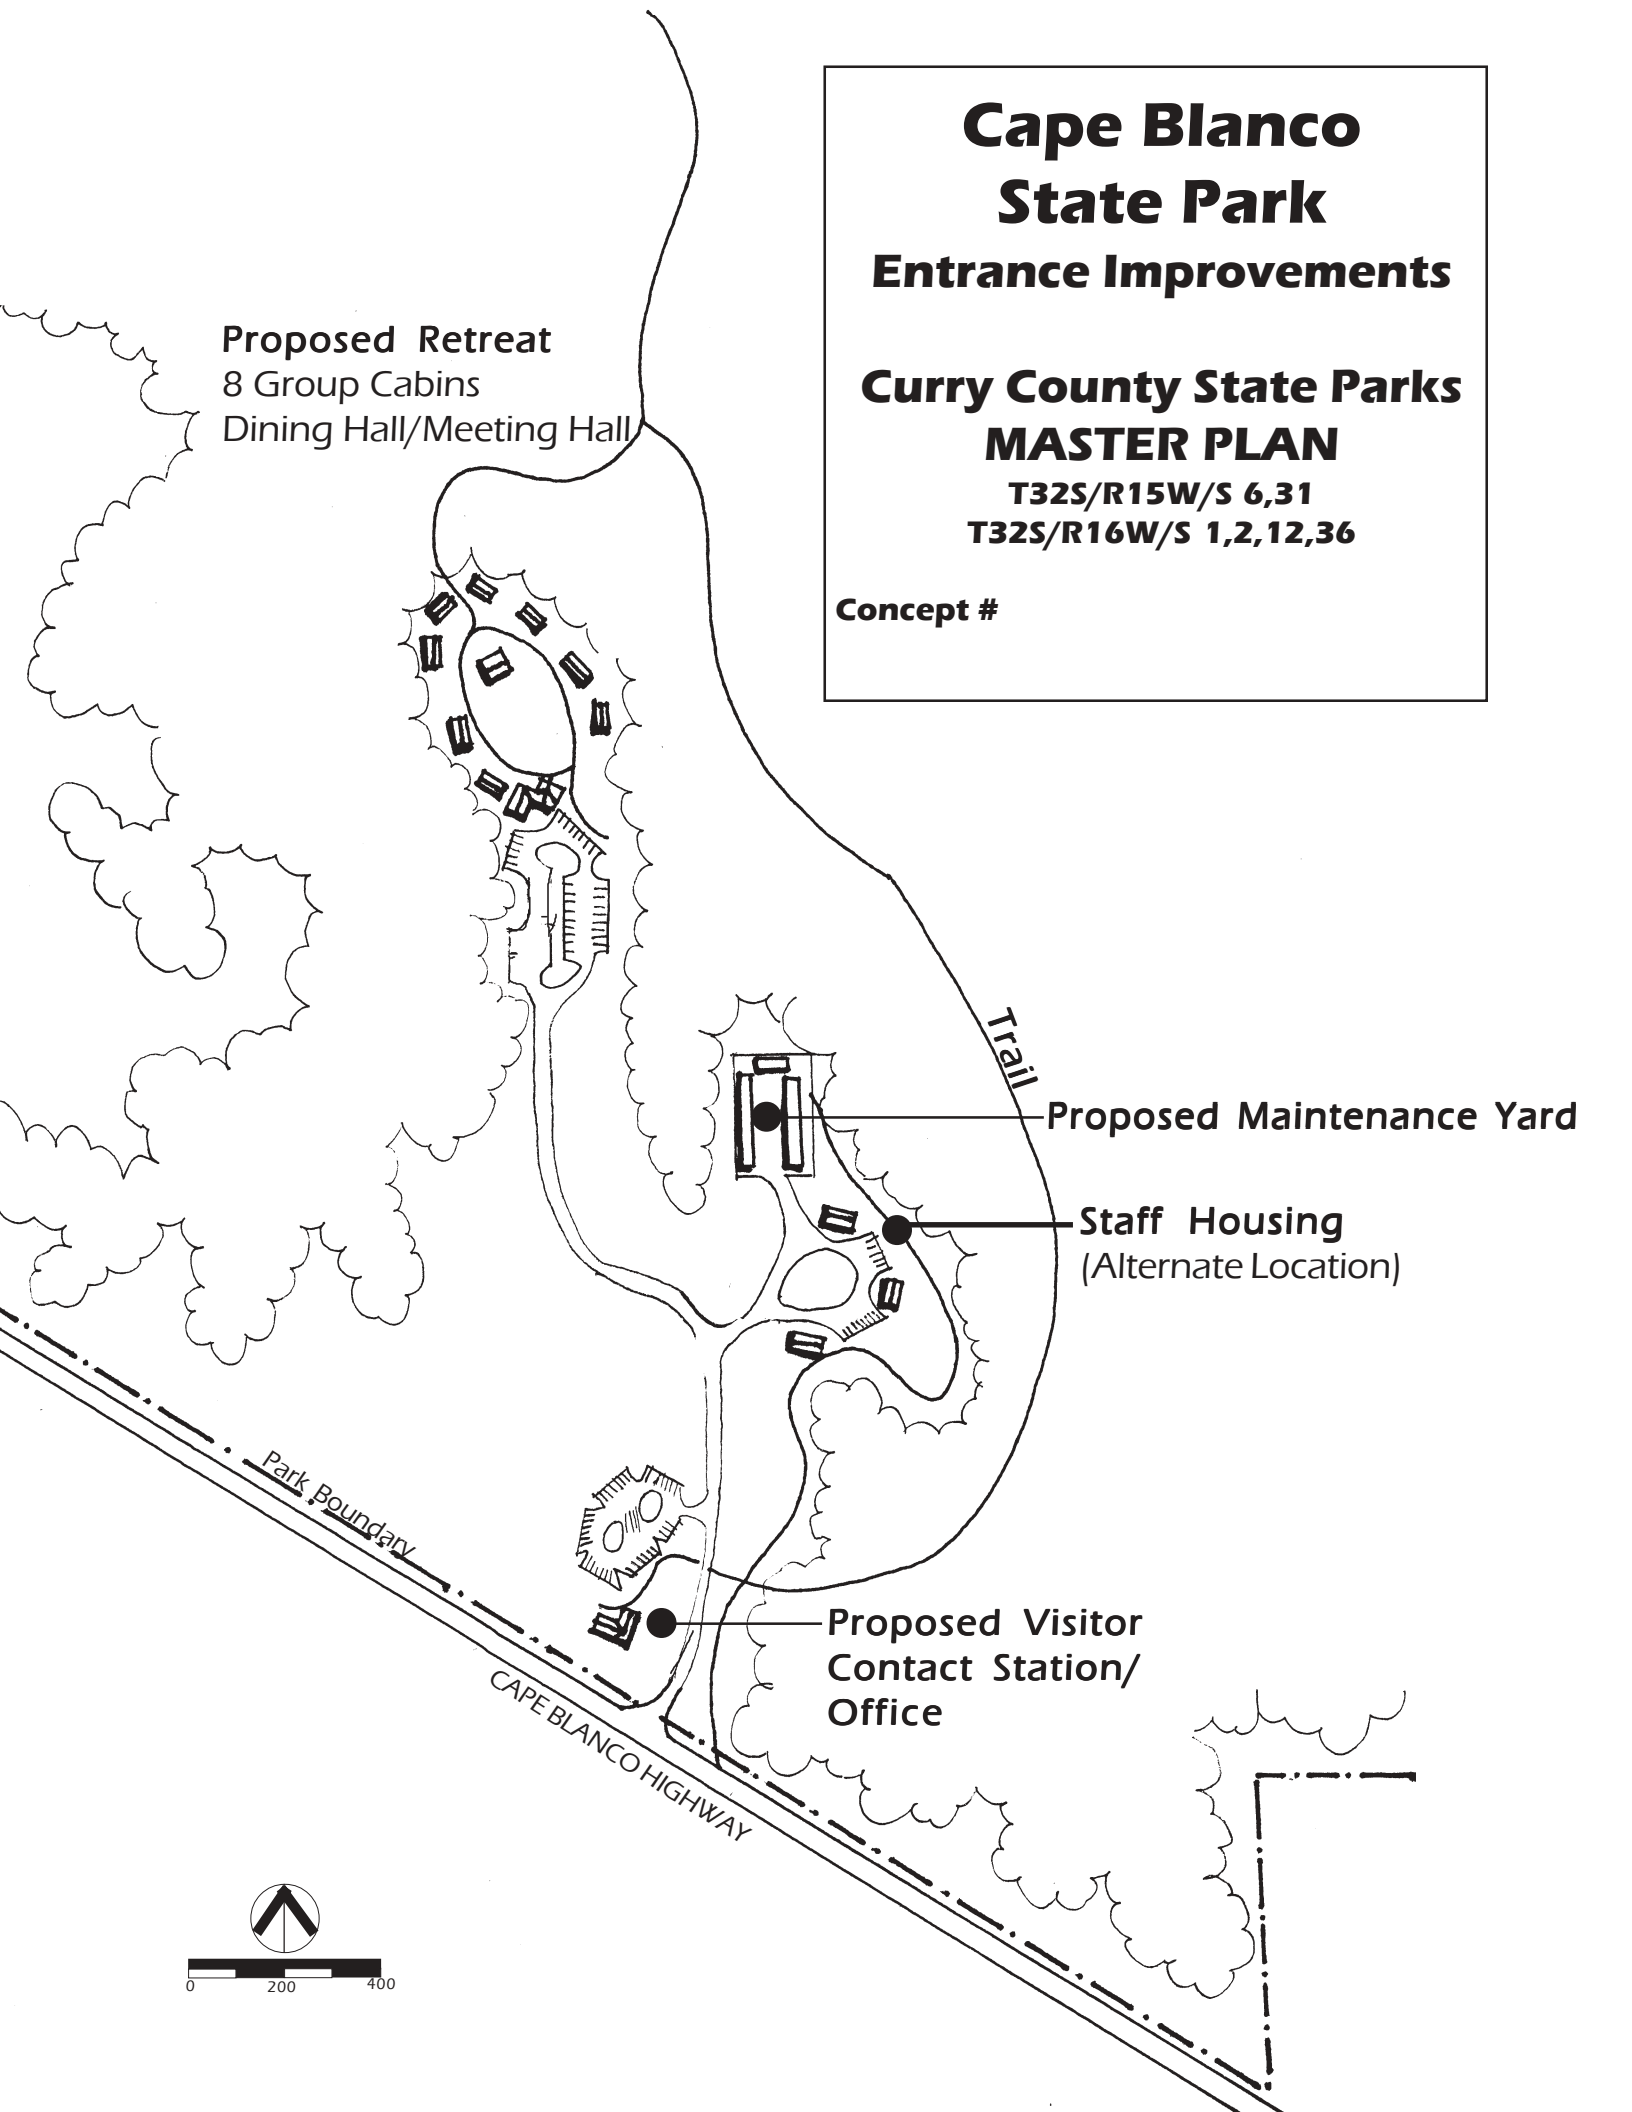 Cape Blanco
State Park
Entrance Improvements
Curry County State Parks
MASTER PLAN
T32S/R15W/S 6,31
T32S/R16W/S 1,2,12,36
Concept #
Proposed Retreat
8 Group Cabins
Dining Hall/Meeting Hall
Trail
Proposed Maintenance Yard
Staff Housing
(Alternate Location)
Park Boundary
Proposed Visitor
Contact Station/
Office
CAPE BLANCO HIGHWAY
0 200 400